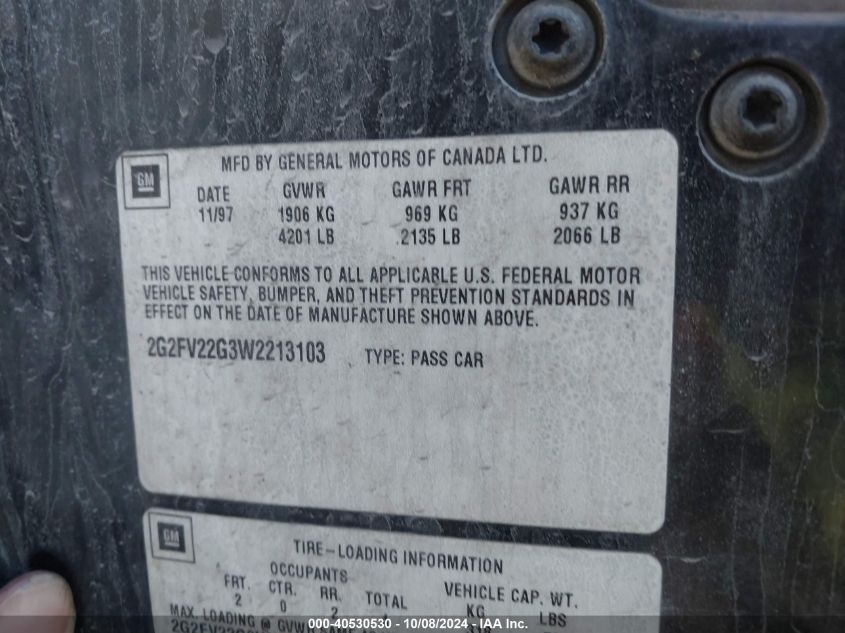 MFD BY GENERAL MOTORS OF CANADA LTD.
GM
DATE GVWR GAWR FRT GAWR RR
11/97 1906 KG 969 KG 937 KG
4201 LB 2135 LB 2066 LB
THIS VEHICLE CONFORMS TO ALL APPLICABLE U.S. FEDERAL MOTOR
VEHICLE SAFETY, BUMPER, AND THEFT PREVENTION STANDARDS IN
EFFECT ON THE DATE OF MANUFACTURE SHOWN ABOVE.
2G2FV22G3W2213103 TYPE: PASS CAR
GM
TIRE-LOADING INFORMATION
OCCUPANTS
FRT. CTR. RR. TOTAL VEHICLE CAP. WT.
2 0 2 KG LBS
MAX. LOADING @ GVWR
000-40530530 - 10/08/2024 - IAA Inc.